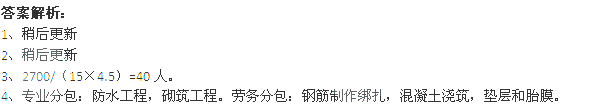 答案解析：
1、稍后更新
2、稍后更新
3、2700/（15×4.5）=40 人。
4、专业分包：防水工程，砌筑工程。劳务分包：钢筋制作绑扎，混凝土浇筑，垫层和胎膜。